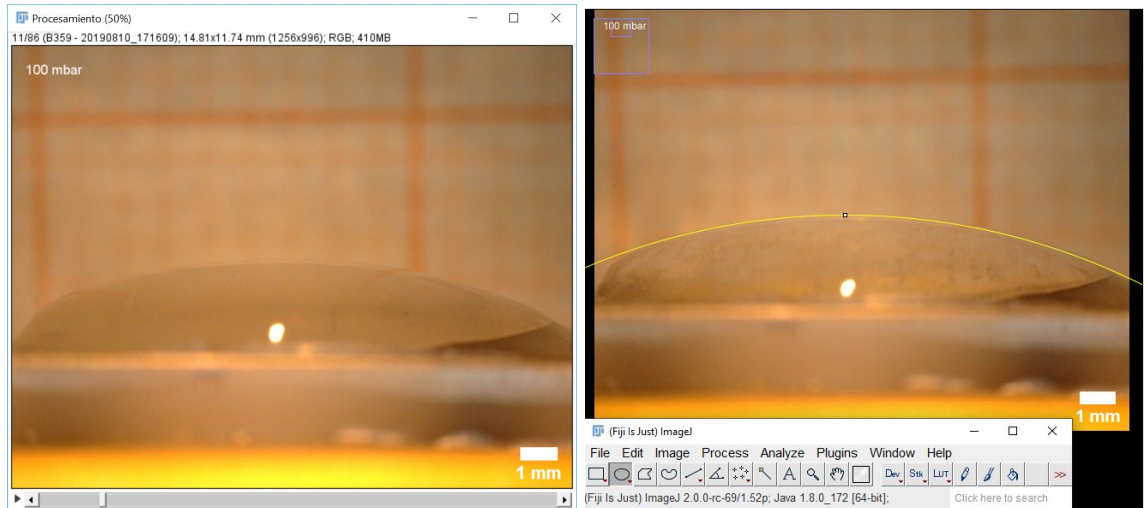 Procesamiento (50%)
11/86 (B359 - 20190810_171609); 14.81x11.74 mm (1256x996); RGB; 410MB
100 mbar
1 mm
100 mbar
1 mm
(Fiji Is Just) ImageJ
File Edit Image Process Analyze Plugins Window Help
A Dev Stk LUT >>
(Fiji Is Just) ImageJ 2.0.0-rc-69/1.52p; Java 1.8.0_172 [64-bit]; Click here to search